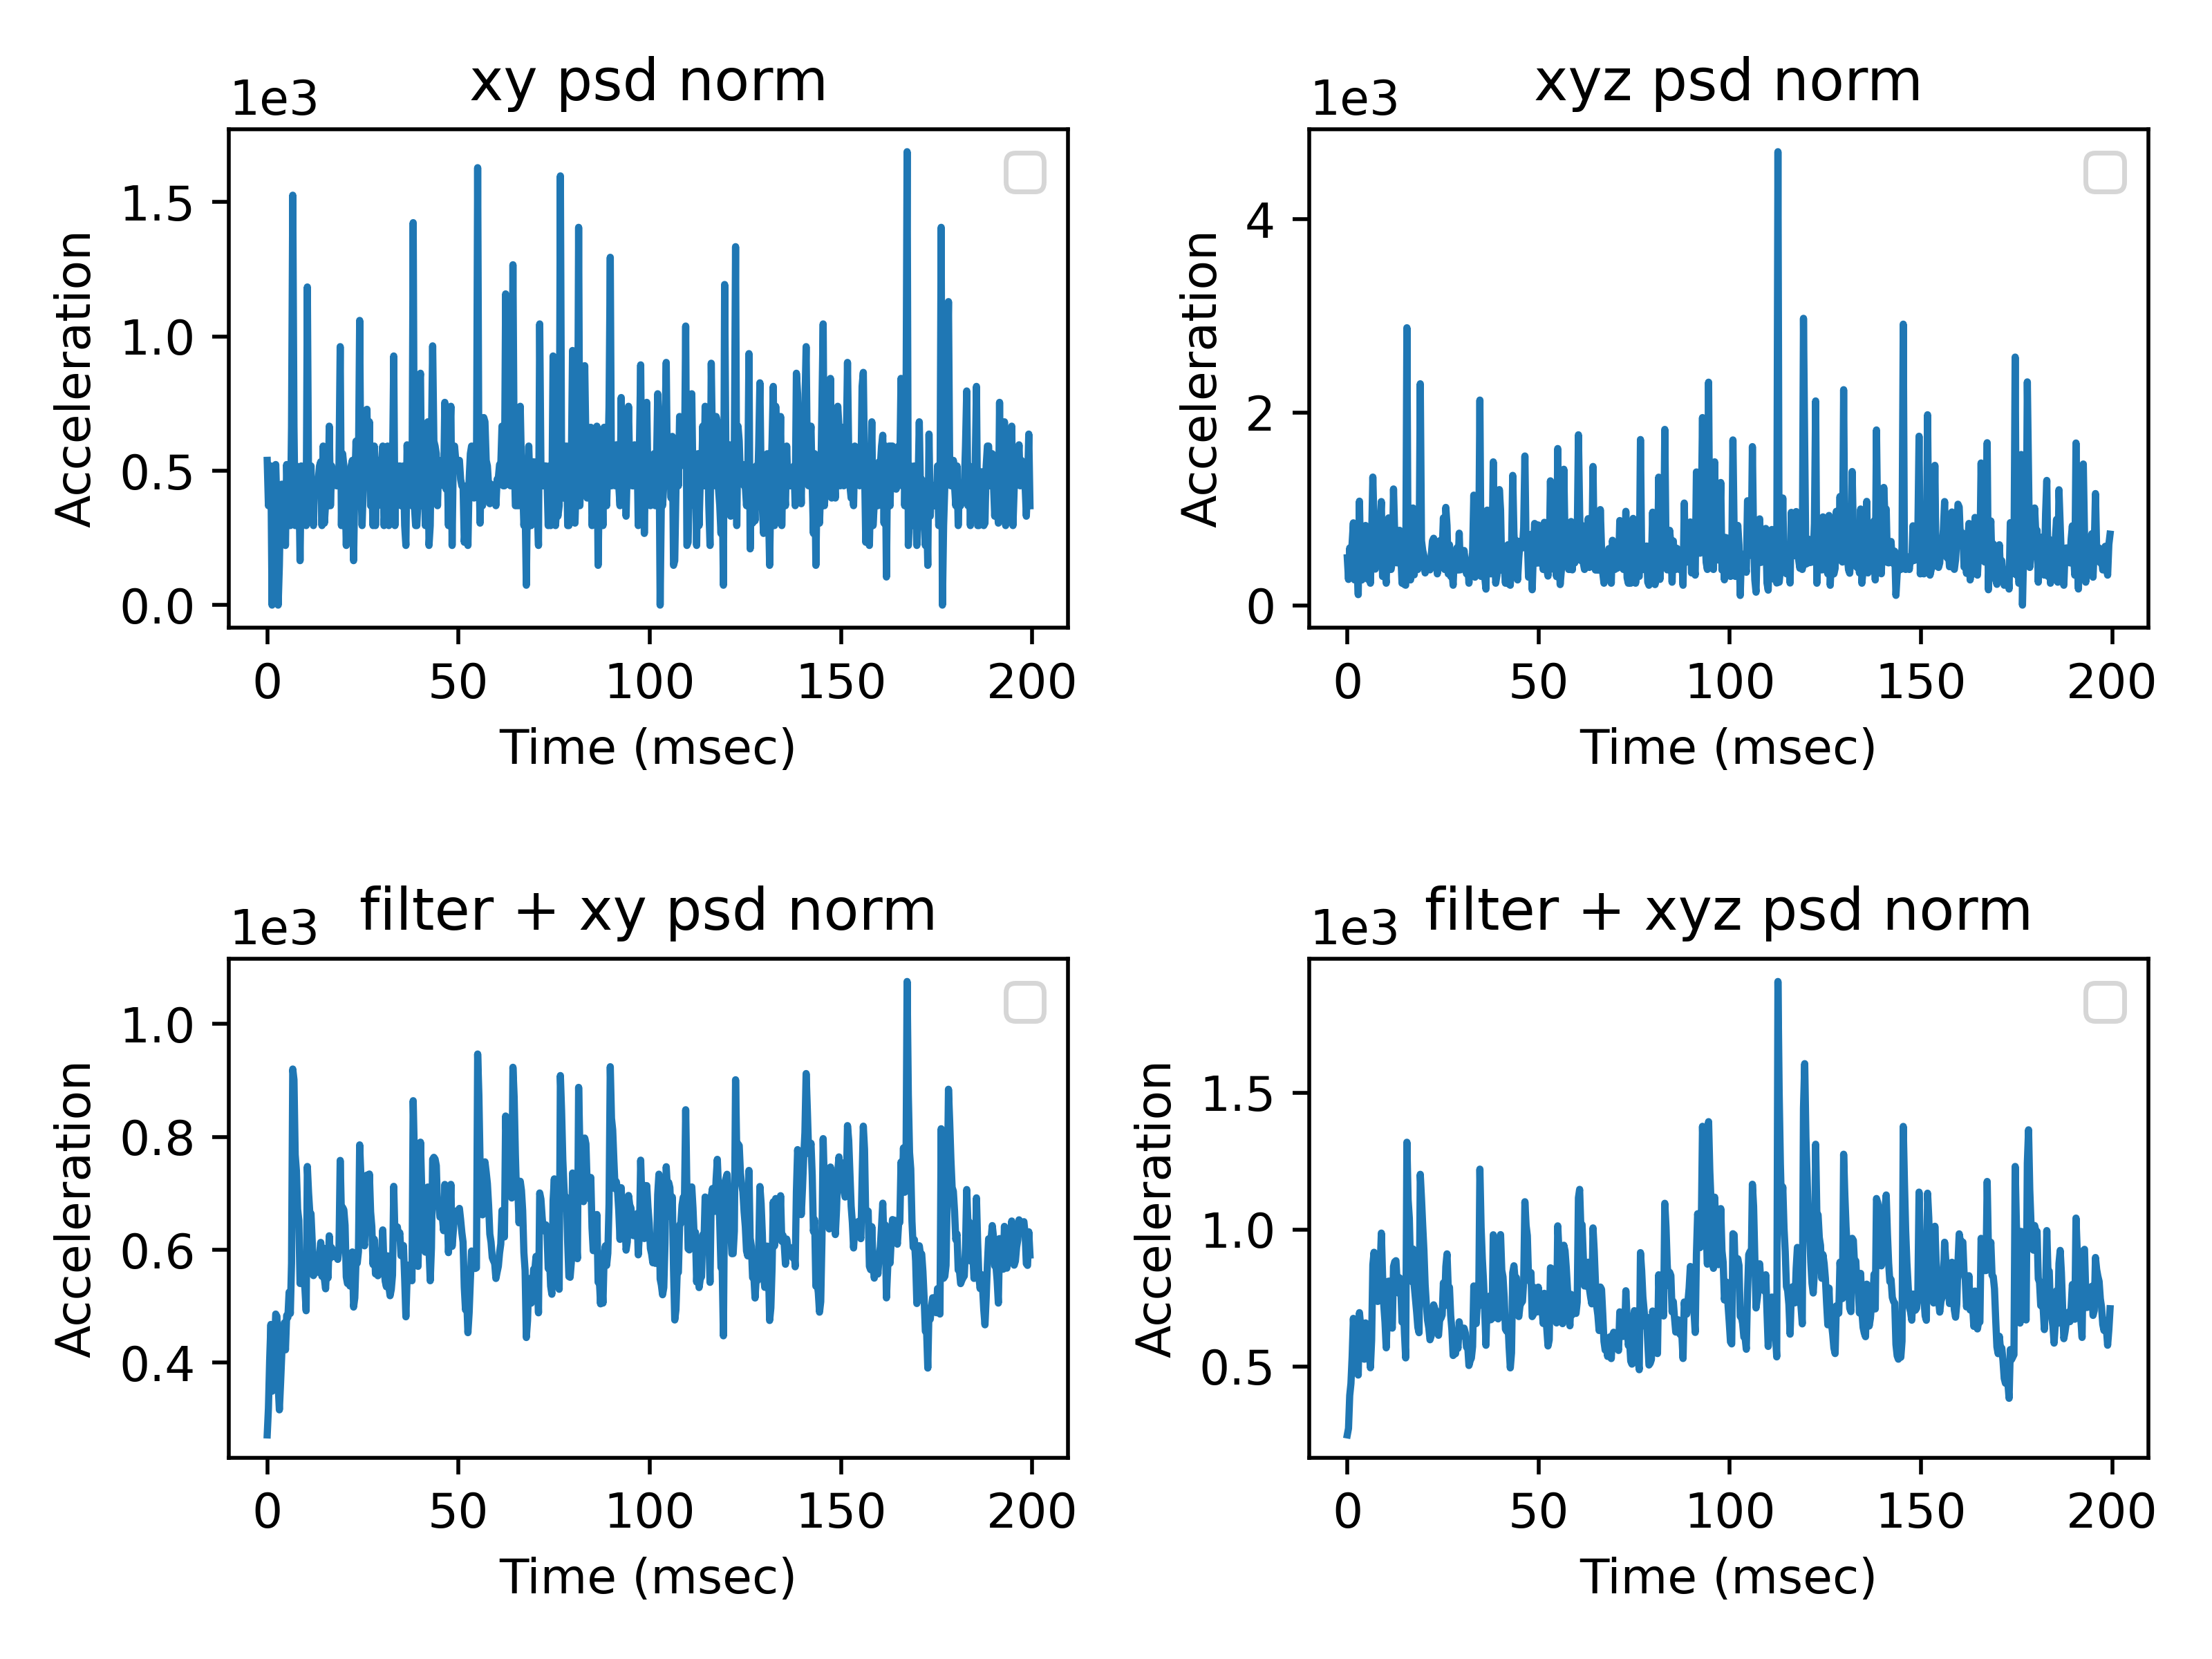 xy psd norm
1e3
Acceleration
1.5
1.0
0.5
0.0
0 50 100 150 200
Time (msec)
xyz psd norm
1e3
Acceleration
4
2
0
0 50 100 150 200
Time (msec)
filter + xy psd norm
1e3
Acceleration
1.0
0.8
0.6
0.4
0 50 100 150 200
Time (msec)
filter + xyz psd norm
1e3
Acceleration
1.5
1.0
0.5
0 50 100 150 200
Time (msec)